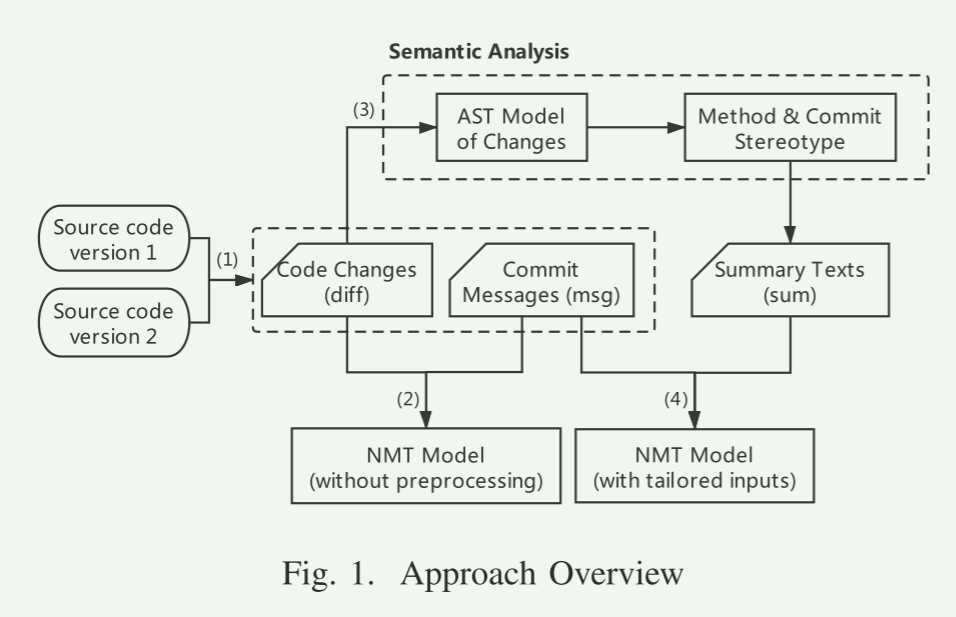 Semantic Analysis
(3)
AST Model
of Changes
Method & Commit
Stereotype
Source code
version 1
(1)
Source code
version 2
Code Changes
(diff)
Commit
Messages (msg)
Summary Texts
(sum)
(2)
(4)
NMT Model
(without preprocessing)
NMT Model
(with tailored inputs)
Fig. 1. Approach Overview